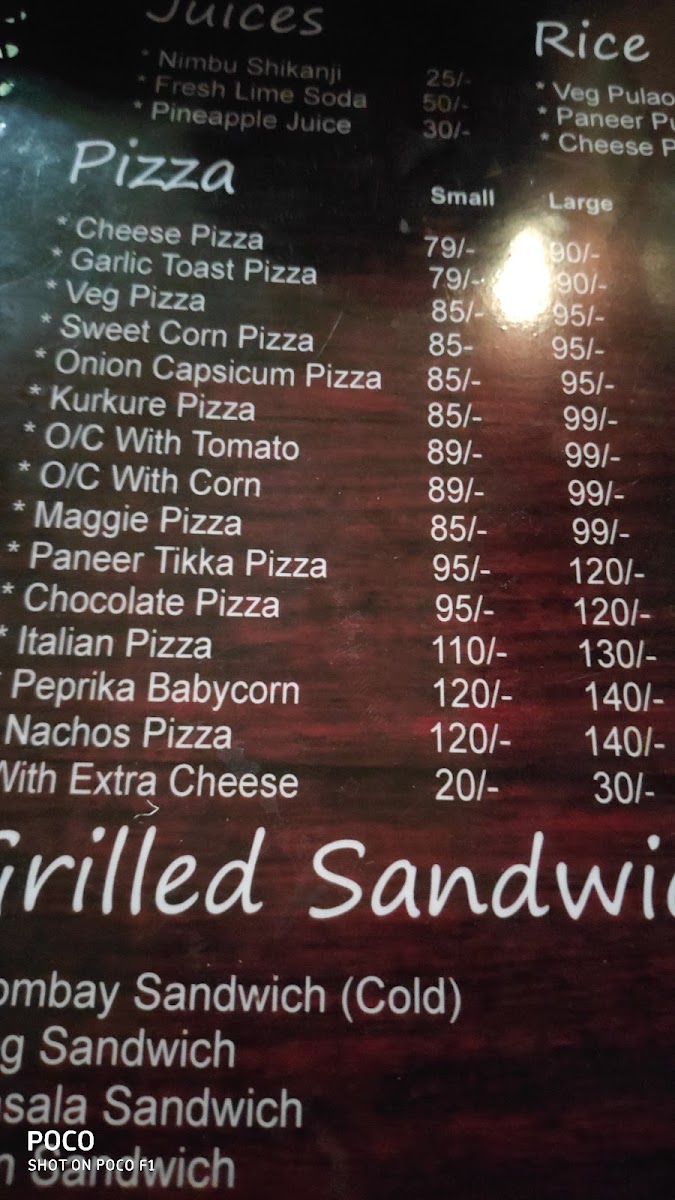 Juices
* Nimbu Shikanji 25/-
* Fresh Lime Soda 50/-
* Pineapple Juice 30/-
Rice
* Veg Pulao
* Paneer Pu
* Cheese P
Pizza
Small Large
* Cheese Pizza 79/- 90/-
* Garlic Toast Pizza 79/- 90/-
* Veg Pizza 85/- 95/-
* Sweet Corn Pizza 85- 95/-
* Onion Capsicum Pizza 85/- 95/-
* Kurkure Pizza 85/- 99/-
* O/C With Tomato 89/- 99/-
* O/C With Corn 89/- 99/-
* Maggie Pizza 85/- 99/-
* Paneer Tikka Pizza 95/- 120/-
* Chocolate Pizza 95/- 120/-
* Italian Pizza 110/- 130/-
Peprika Babycorn 120/- 140/-
Nachos Pizza 120/- 140/-
With Extra Cheese 20/- 30/-
Grilled Sandwic
ombay Sandwich (Cold)
g Sandwich
sala Sandwich
n Sandwich
POCO
SHOT ON POCO F1